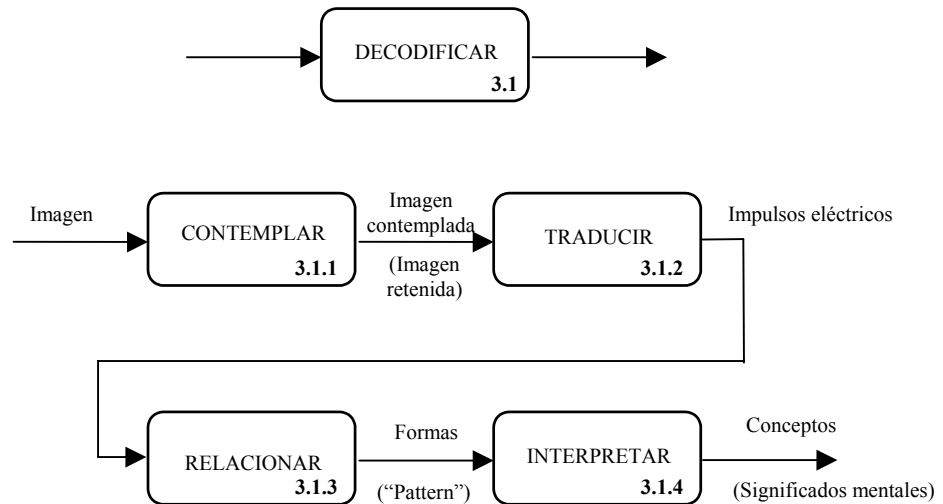 DECODIFICAR
3.1
Imagen
CONTEMPLAR
3.1.1
Imagen
contemplada
(Imagen
retenida)
TRADUCIR
3.1.2
Impulsos eléctricos
RELACIONAR
3.1.3
Formas
(“Pattern”)
INTERPRETAR
3.1.4
Conceptos
(Significados mentales)